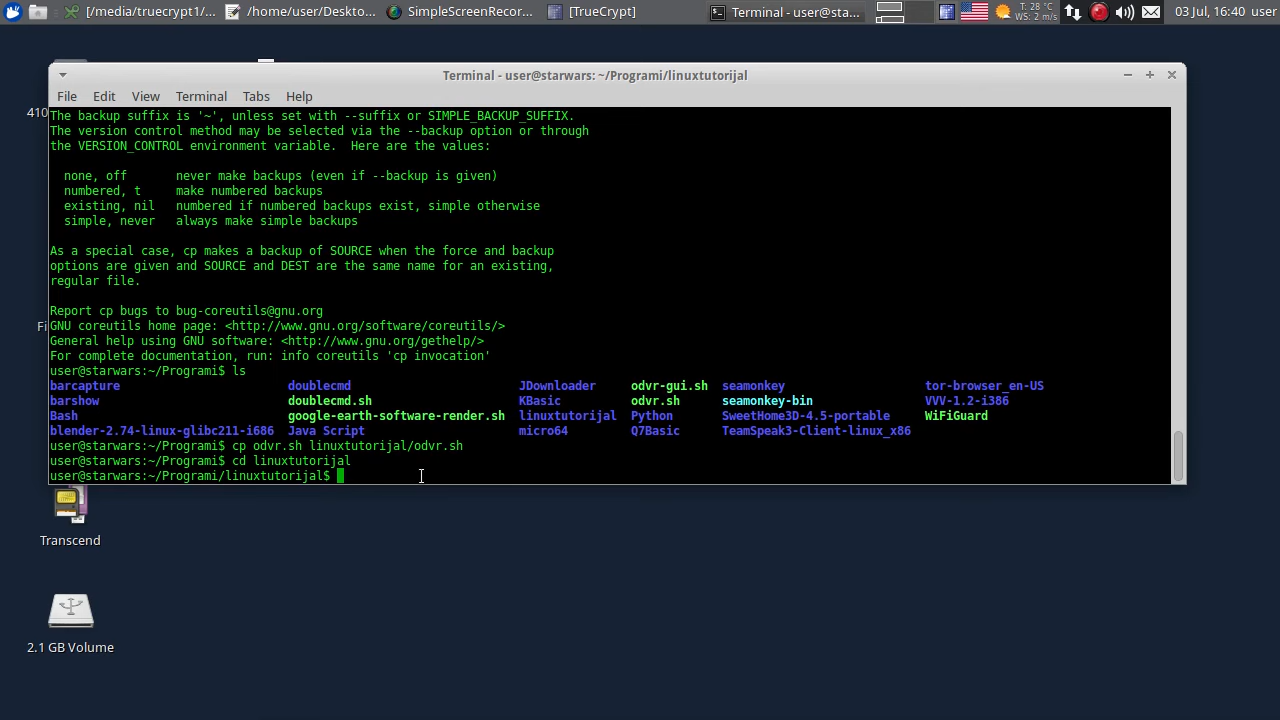 [/media/truecrypt1/... /home/user/Deskto... SimpleScreenRecor... [TrueCrypt] Terminal - user@sta... T: 28 °C WS: 2 m/s 03 Jul, 16:40 user
Terminal - user@starwars: ~/Programi/linuxtutorijal
File Edit View Terminal Tabs Help
410
The backup suffix is '~', unless set with --suffix or SIMPLE_BACKUP_SUFFIX.
The version control method may be selected via the --backup option or through
the VERSION_CONTROL environment variable.  Here are the values:
none, off       never make backups (even if --backup is given)
numbered, t     make numbered backups
existing, nil   numbered if numbered backups exist, simple otherwise
simple, never   always make simple backups
As a special case, cp makes a backup of SOURCE when the force and backup
options are given and SOURCE and DEST are the same name for an existing,
regular file.
Report cp bugs to bug-coreutils@gnu.org
Fi
GNU coreutils home page: <http://www.gnu.org/software/coreutils/>
General help using GNU software: <http://www.gnu.org/gethelp/>
For complete documentation, run: info coreutils 'cp invocation'
user@starwars:~/Programi$ ls
barcapture doublecmd JDownloader odvr-gui.sh seamonkey tor-browser_en-US
barshow doublecmd.sh KBasic odvr.sh seamonkey-bin VVV-1.2-i386
Bash google-earth-software-render.sh linuxtutorijal Python SweetHome3D-4.5-portable WiFiGuard
blender-2.74-linux-glibc211-i686 Java Script micro64 Q7Basic TeamSpeak3-Client-linux_x86
user@starwars:~/Programi$ cp odvr.sh linuxtutorijal/odvr.sh
user@starwars:~/Programi$ cd linuxtutorijal
user@starwars:~/Programi/linuxtutorijal$
Transcend
2.1 GB Volume